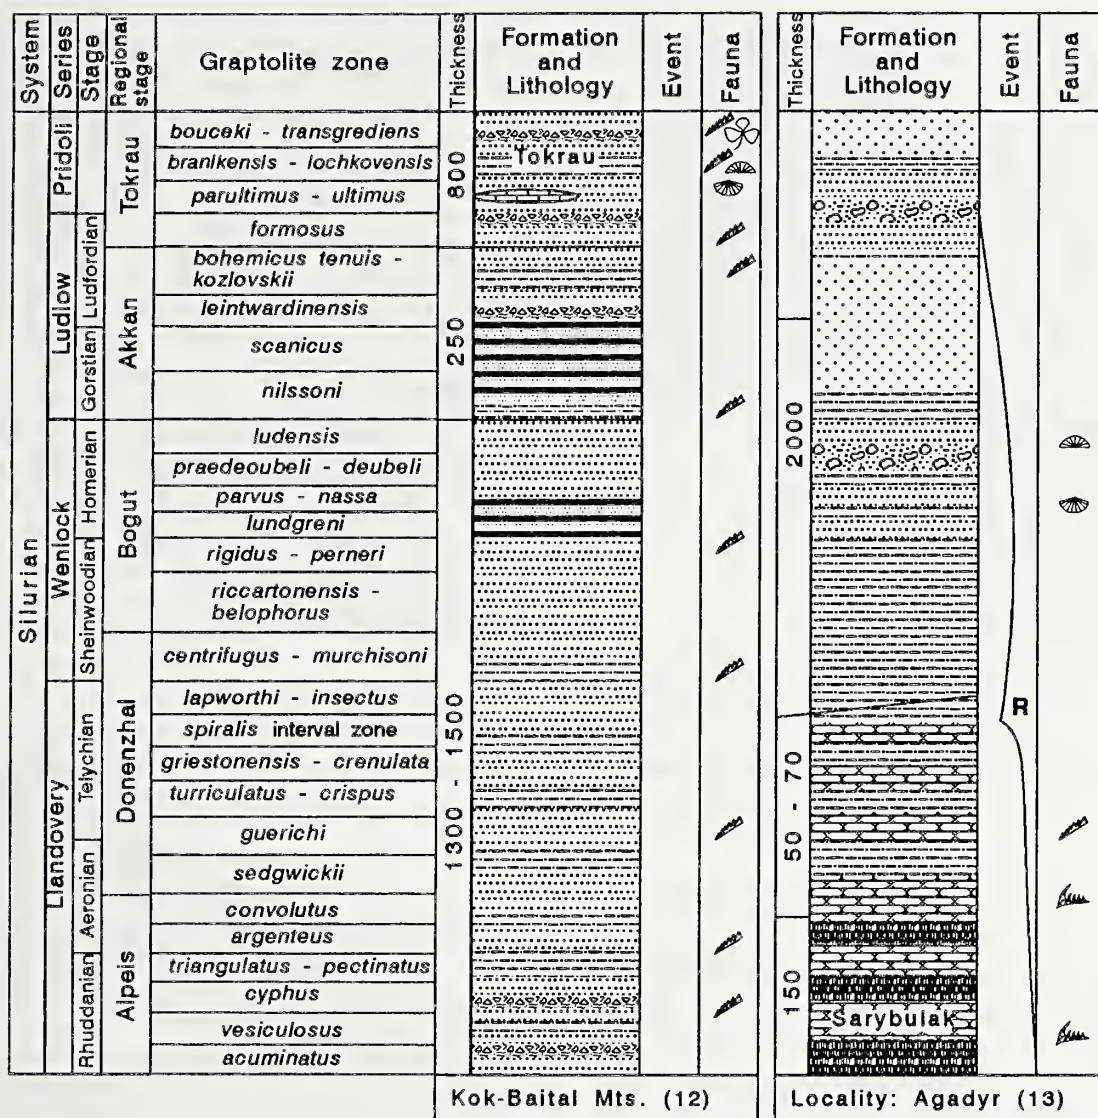 System
Series
Stage
Regional
stage
Graptolite zone
Thickness
Formation
and
Lithology
Event
Fauna
Thickness
Formation
and
Lithology
Event
Fauna
Silurian
Pridoli
Ludlow
Wenlock
Llandovery
Ludfordian
Gorstian
Homerian
Sheinwoodian
Telychian
Aeronian
Rhuddanian
Tokrau
Akkan
Bogut
Donenzhal
Alpeis
bouceki - transgrediens
branikensis - lochkovensis
parultimus - ultimus
formosus
bohemicus tenuis -
kozlovskii
leintwardinensis
scanicus
nilssoni
ludensis
praedeoubeli - deubeli
parvus - nassa
lundgreni
rigidus - perneri
riccartonensis -
belophorus
centrifugus - murchisoni
lapworthi - insectus
spiralis interval zone
griestonensis - crenulata
turriculatus - crispus
guerichi
sedgwickii
convolutus
argenteus
triangulatus - pectinatus
cyphus
vesiculosus
acuminatus
800
250
1300 - 1500
Tokrau
2000
50 - 70
150
R
Sarybulak
Kok-Baital Mts. (12)
Locality: Agadyr (13)